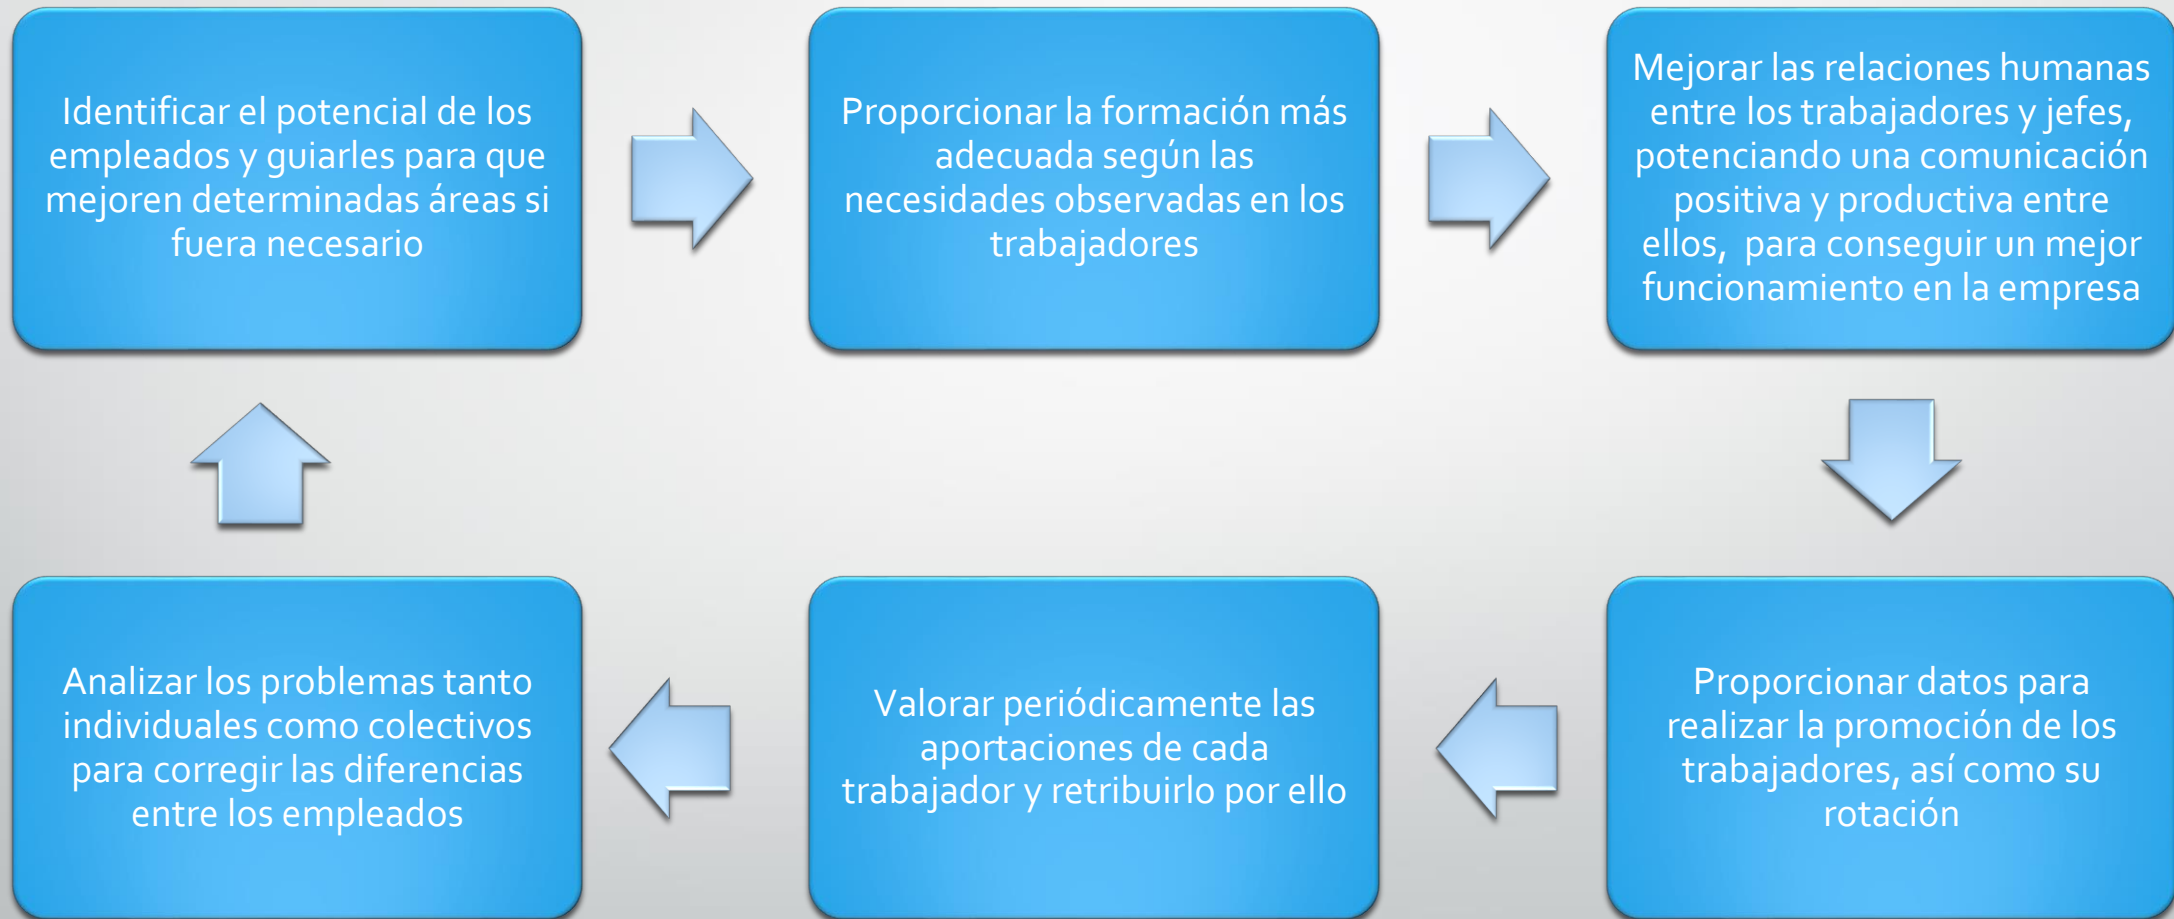 Identificar el potencial de los
empleados y guiarles para que
mejoren determinadas áreas si
fuera necesario
Proporcionar la formación más
adecuada según las
necesidades observadas en los
trabajadores
Mejorar las relaciones humanas
entre los trabajadores y jefes,
potenciando una comunicación
positiva y productiva entre
ellos,  para conseguir un mejor
funcionamiento en la empresa
Proporcionar datos para
realizar la promoción de los
trabajadores, así como su
rotación
Valorar periódicamente las
aportaciones de cada
trabajador y retribuirlo por ello
Analizar los problemas tanto
individuales como colectivos
para corregir las diferencias
entre los empleados